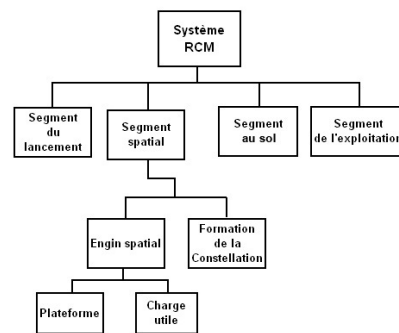 Système
RCM
Segment
du
lancement
Segment
spatial
Segment
au sol
Segment
de l'exploitation
Engin spatial
Formation
de la
Constellation
Plateforme
Charge
utile